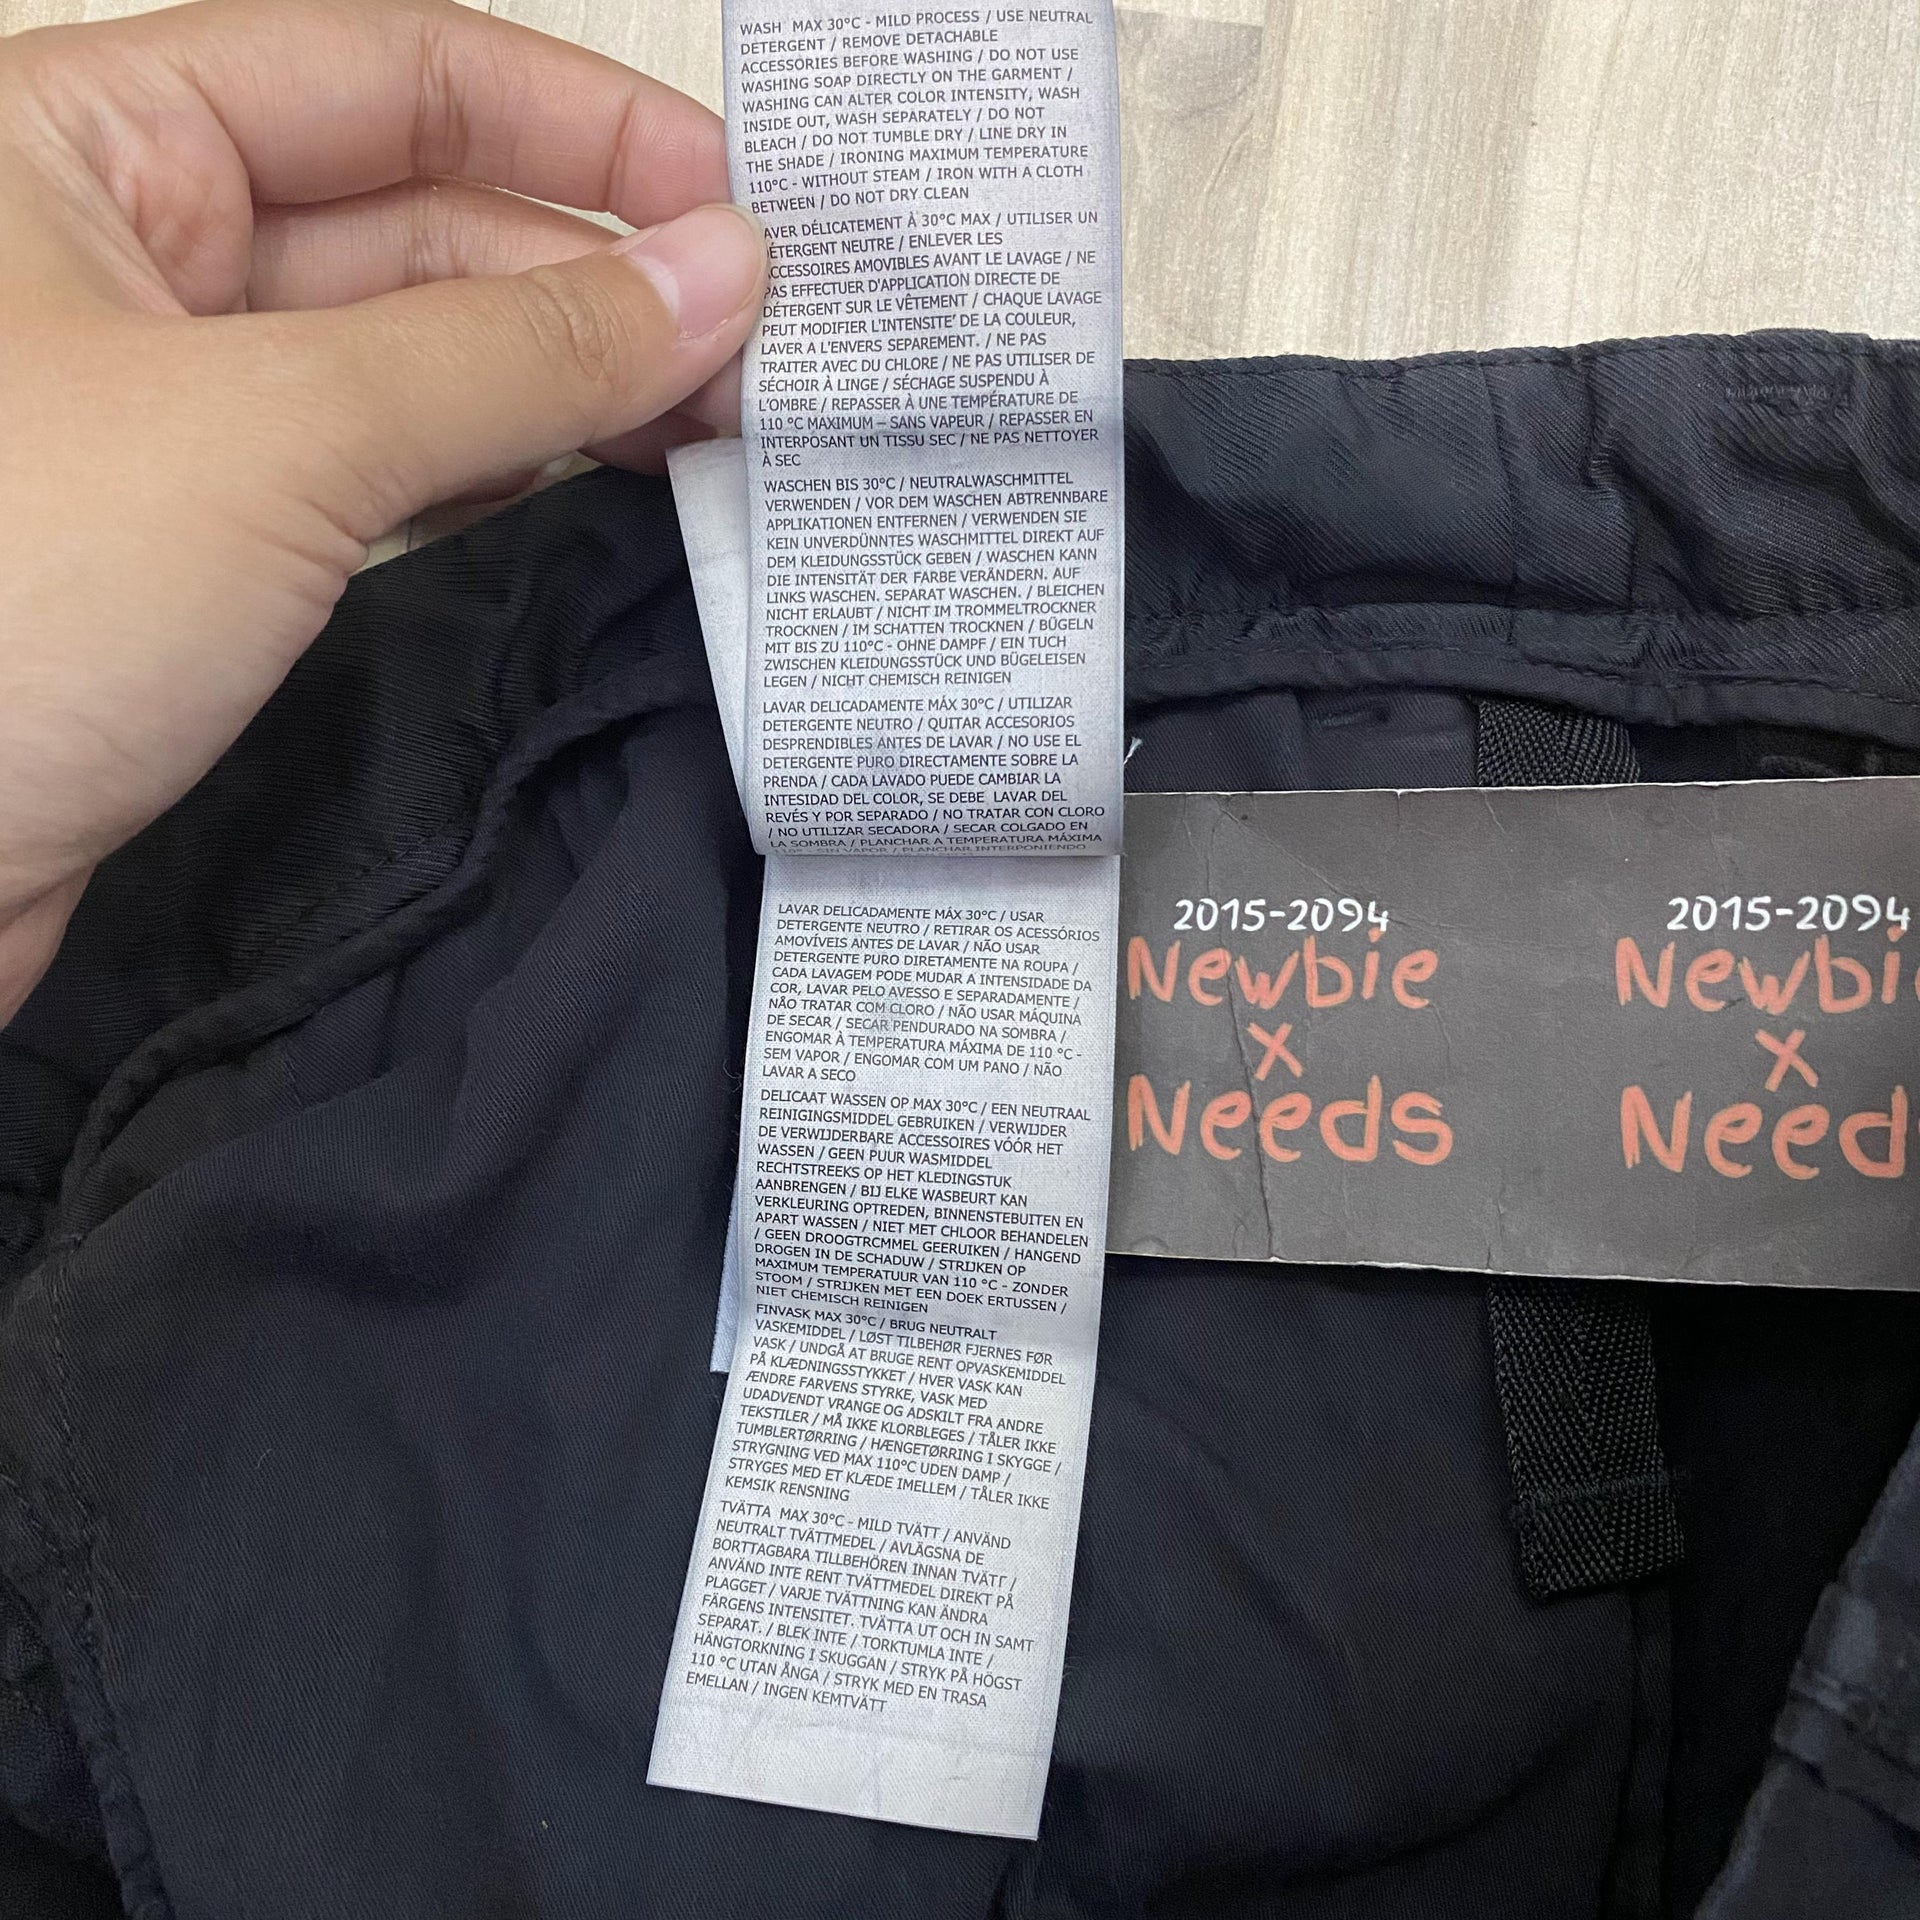 WASH MAX 30°C - MILD PROCESS / USE NEUTRAL
DETERGENT / REMOVE DETACHABLE
ACCESSORIES BEFORE WASHING / DO NOT USE
WASHING SOAP DIRECTLY ON THE GARMENT /
WASHING CAN ALTER COLOR INTENSITY, WASH
INSIDE OUT, WASH SEPARATELY / DO NOT
BLEACH / DO NOT TUMBLE DRY / LINE DRY IN
THE SHADE / IRONING MAXIMUM TEMPERATURE
110°C - WITHOUT STEAM / IRON WITH A CLOTH
BETWEEN / DO NOT DRY CLEAN
AVER DÉLICATEMENT À 30°C MAX / UTILISER UN
ÉTERGENT NEUTRE / ENLEVER LES
CCESSOIRES AMOVIBLES AVANT LE LAVAGE / NE
PAS EFFECTUER D'APPLICATION DIRECTE DE
DÉTERGENT SUR LE VÊTEMENT / CHAQUE LAVAGE
PEUT MODIFIER L'INTENSITE' DE LA COULEUR,
LAVER A L'ENVERS SEPAREMENT. / NE PAS
TRAITER AVEC DU CHLORE / NE PAS UTILISER DE
SÉCHOIR À LINGE / SÉCHAGE SUSPENDU À
L'OMBRE / REPASSER À UNE TEMPÉRATURE DE
110 °C MAXIMUM – SANS VAPEUR / REPASSER EN
INTERPOSANT UN TISSU SEC / NE PAS NETTOYER
À SEC
WASCHEN BIS 30°C / NEUTRALWASCHMITTEL
VERWENDEN / VOR DEM WASCHEN ABTRENNBARE
APPLIKATIONEN ENTFERNEN / VERWENDEN SIE
KEIN UNVERDÜNNTES WASCHMITTEL DIREKT AUF
DEM KLEIDUNGSSTÜCK GEBEN / WASCHEN KANN
DIE INTENSITÄT DER FARBE VERÄNDERN. AUF
LINKS WASCHEN. SEPARAT WASCHEN. / BLEICHEN
NICHT ERLAUBT / NICHT IM TROMMELTROCKNER
TROCKNEN / IM SCHATTEN TROCKNEN / BÜGELN
MIT BIS ZU 110°C - OHNE DAMPF / EIN TUCH
ZWISCHEN KLEIDUNGSSTÜCK UND BÜGELEISEN
LEGEN / NICHT CHEMISCH REINIGEN
LAVAR DELICADAMENTE MÁX 30°C / UTILIZAR
DETERGENTE NEUTRO / QUITAR ACCESORIOS
DESPRENDIBLES ANTES DE LAVAR / NO USE EL
DETERGENTE PURO DIRECTAMENTE SOBRE LA
PRENDA / CADA LAVADO PUEDE CAMBIAR LA
INTESIDAD DEL COLOR, SE DEBE LAVAR DEL
REVÉS Y POR SEPARADO / NO TRATAR CON CLORO
/ NO UTILIZAR SECADORA / SECAR COLGADO EN
LA SOMBRA / PLANCHAR A TEMPERATURA MÁXIMA
110° - SIN VAPOR / PLANCHAR INTERPONIENDO
LAVAR DELICADAMENTE MÁX 30°C / USAR
DETERGENTE NEUTRO / RETIRAR OS ACESSÓRIOS
AMOVÍVEIS ANTES DE LAVAR / NÃO USAR
DETERGENTE PURO DIRETAMENTE NA ROUPA /
CADA LAVAGEM PODE MUDAR A INTENSIDADE DA
COR, LAVAR PELO AVESSO E SEPARADAMENTE /
NÃO TRATAR COM CLORO / NÃO USAR MÁQUINA
DE SECAR / SECAR PENDURADO NA SOMBRA /
ENGOMAR À TEMPERATURA MÁXIMA DE 110 °C -
SEM VAPOR / ENGOMAR COM UM PANO / NÃO
LAVAR A SECO
DELICAAT WASSEN OP MAX 30°C / EEN NEUTRAAL
REINIGINGSMIDDEL GEBRUIKEN / VERWIJDER
DE VERWIJDERBARE ACCESSOIRES VÓÓR HET
WASSEN / GEEN PUUR WASMIDDEL
RECHTSTREEKS OP HET KLEDINGSTUK
AANBRENGEN / BIJ ELKE WASBEURT KAN
VERKLEURING OPTREDEN, BINNENSTEBUITEN EN
APART WASSEN / NIET MET CHLOOR BEHANDELEN
/ GEEN DROOGTRCMMEL GEERUIKEN / HANGEND
DROGEN IN DE SCHADUW / STRIJKEN OP
MAXIMUM TEMPERATUUR VAN 110 °C - ZONDER
STOOM / STRIJKEN MET EEN DOEK ERTUSSEN /
NIET CHEMISCH REINIGEN
FINVASK MAX 30°C / BRUG NEUTRALT
VASKEMIDDEL / LØST TILBEHØR FJERNES FØR
VASK / UNDGÅ AT BRUGE RENT OPVASKEMIDDEL
PÅ KLÆDNINGSSTYKKET / HVER VASK KAN
ÆNDRE FARVENS STYRKE, VASK MED
UDADVENDT VRANGE OG ADSKILT FRA ANDRE
TEKSTILER / MÅ IKKE KLORBLEGES / TÅLER IKKE
TUMBLERTØRRING / HÆNGETØRRING I SKYGGE /
STRYGNING VED MAX 110°C UDEN DAMP /
STRYGES MED ET KLÆDE IMELLEM / TÅLER IKKE
KEMSIK RENSNING
TVÄTTA MAX 30°C - MILD TVÄTT / ANVÄND
NEUTRALT TVÄTTMEDEL / AVLÄGSNA DE
BORTTAGBARA TILLBEHÖREN INNAN TVÄTT /
ANVÄND INTE RENT TVÄTTMEDEL DIREKT PÅ
PLAGGET / VARJE TVÄTTNING KAN ÄNDRA
FÄRGENS INTENSITET. TVÄTTA UT OCH IN SAMT
SEPARAT. / BLEK INTE / TORKTUMLA INTE /
HÄNGTORKNING I SKUGGAN / STRYK PÅ HÖGST
110 °C UTAN ÅNGA / STRYK MED EN TRASA
EMELLAN / INGEN KEMTVÄTT
2015-2094
Newbie
x
Needs
2015-2094
Newbie
x
Need